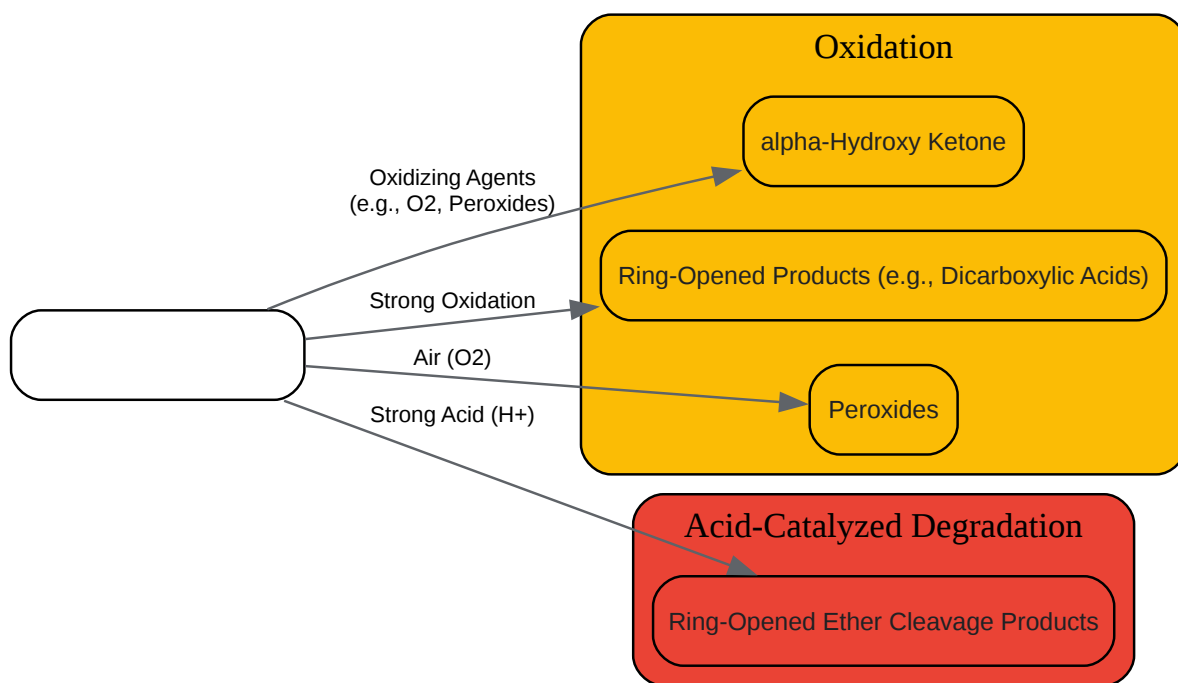 Oxidation
alpha-Hydroxy Ketone
Oxidizing Agents
(e.g., O2, Peroxides)
Ring-Opened Products (e.g., Dicarboxylic Acids)
Strong Oxidation
Air (O2)
Peroxides
Strong Acid (H+)
Acid-Catalyzed Degradation
Ring-Opened Ether Cleavage Products